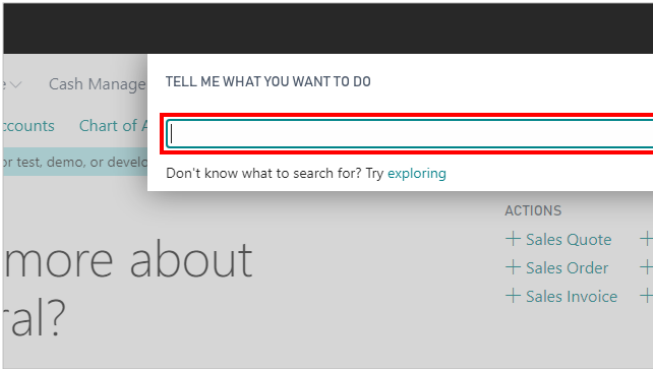 Cash Manage
TELL ME WHAT YOU WANT TO DO
ccounts Chart of A
or test, demo, or develo
Don't know what to search for? Try exploring
ACTIONS
more about
ral?
+ Sales Quote +
+ Sales Order +
+ Sales Invoice +